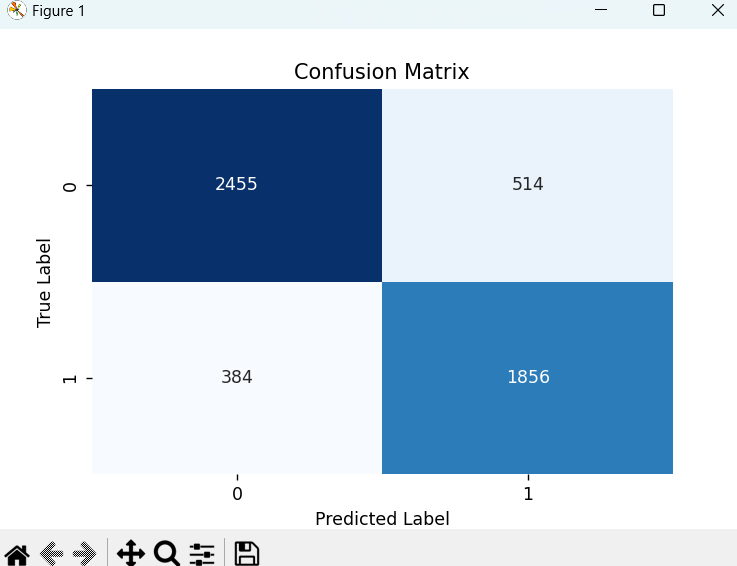 Figure 1
Confusion Matrix
0
2455
514
True Label
1
384
1856
0
1
Predicted Label